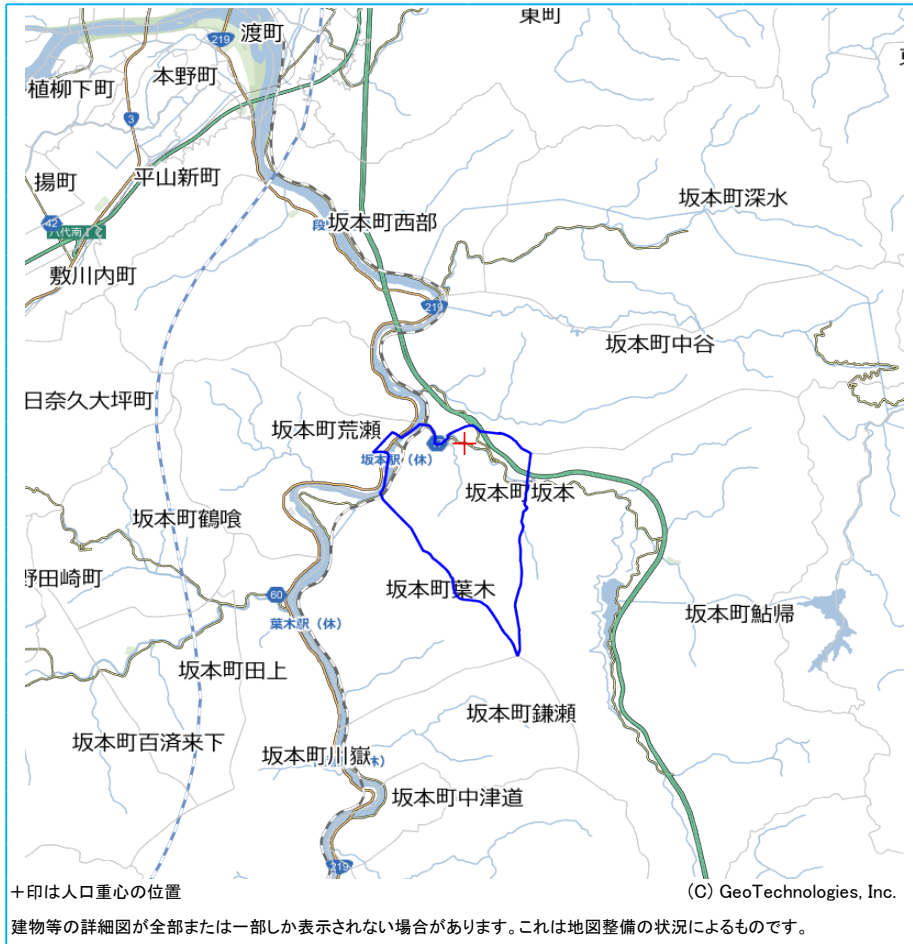 東町
渡町
219
本野町
植柳下町
3
平山新町
揚町
坂本町深水
42
八代南IC
坂本町西部
段
敷川内町
219
坂本町中谷
日奈久大坪町
坂本町荒瀬
坂本駅(休)
坂本町坂本
坂本町鶴喰
野田崎町
坂本町葉木
60
坂本町鮎帰
葉木駅(休)
坂本町田上
坂本町鎌瀬
坂本町百済来下
坂本町川嶽
休)
坂本町中津道
219
+印は人口重心の位置
(C) GeoTechnologies, Inc.
建物等の詳細図が全部または一部しか表示されない場合があります。これは地図整備の状況によるものです。